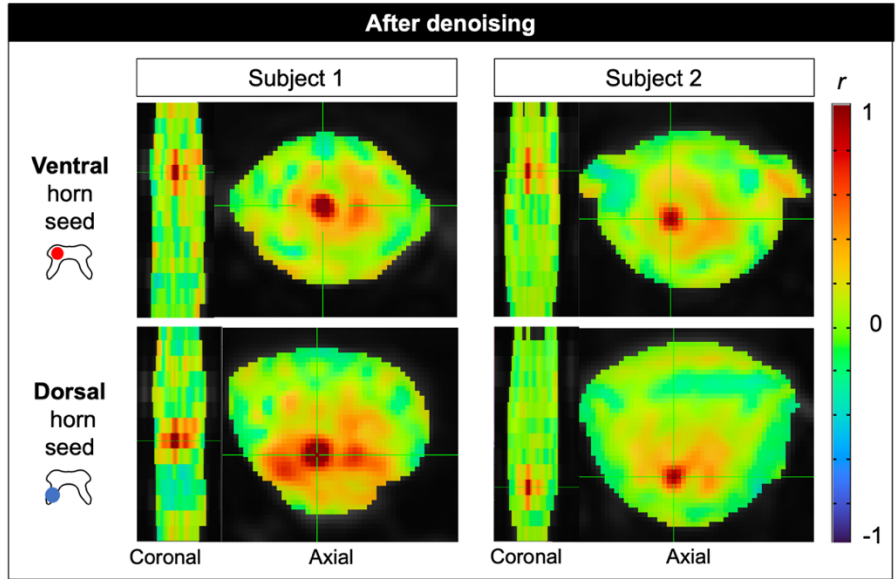 After denoising
Subject 1
Subject 2
r
Ventral
horn
seed
Dorsal
horn
seed
1
0
-1
Coronal
Axial
Coronal
Axial